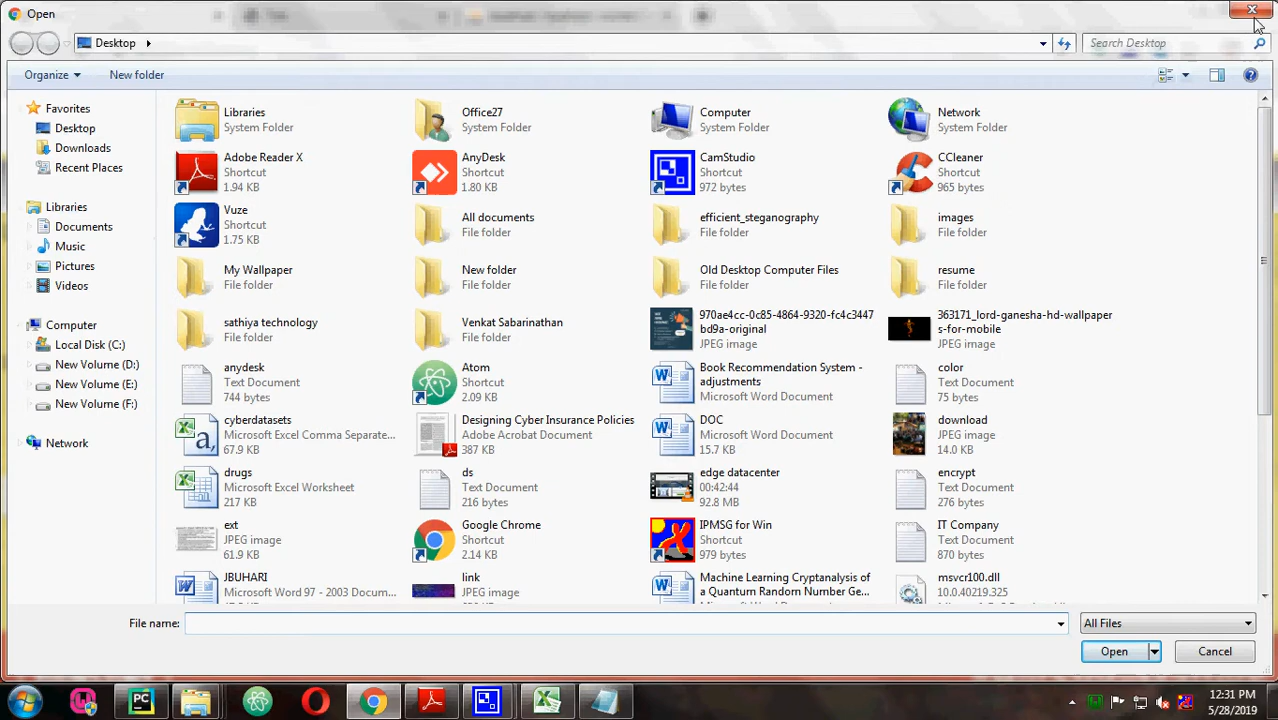 Open
Desktop
Search Desktop
Organize
New folder
Favorites
Desktop
Downloads
Recent Places
Libraries
Documents
Music
Pictures
Videos
Computer
Local Disk (C:)
New Volume (D:)
New Volume (E:)
New Volume (F:)
Network
Libraries
System Folder
Office27
System Folder
Computer
System Folder
Network
System Folder
Adobe Reader X
Shortcut
1.94 KB
AnyDesk
Shortcut
1.80 KB
CamStudio
Shortcut
972 bytes
CCleaner
Shortcut
965 bytes
Vuze
Shortcut
1.75 KB
All documents
File folder
efficient_steganography
File folder
images
File folder
My Wallpaper
File folder
New folder
File folder
Old Desktop Computer Files
File folder
resume
File folder
sathiya technology
File folder
Venkat Sabarinathan
File folder
970ae4cc-0c85-4864-9320-fc4c3447
bd9a-original
JPEG image
363171_lord-ganesha-hd-wallpaper
s-for-mobile
JPEG image
anydesk
Text Document
744 bytes
Atom
Shortcut
2.09 KB
Book Recommendation System -
adjustments
Microsoft Word Document
color
Text Document
75 bytes
cyberdatasets
Microsoft Excel Comma Separate...
67.9 KB
Designing Cyber Insurance Policies
Adobe Acrobat Document
387 KB
DOC
Microsoft Word Document
15.7 KB
download
JPEG image
14.0 KB
drugs
Microsoft Excel Worksheet
217 KB
ds
Text Document
216 bytes
edge datacenter
00:42:44
92.8 MB
encrypt
Text Document
276 bytes
ext
JPEG image
61.9 KB
Google Chrome
Shortcut
2.14 KB
IPMSG for Win
Shortcut
979 bytes
IT Company
Text Document
870 bytes
JBUHARI
Microsoft Word 97 - 2003 Docum...
link
JPEG image
Machine Learning Cryptanalysis of
a Quantum Random Number Ge...
msvcr100.dll
10.0.40219.325
File name:
All Files
Open
Cancel
PC
12:31 PM
5/28/2019